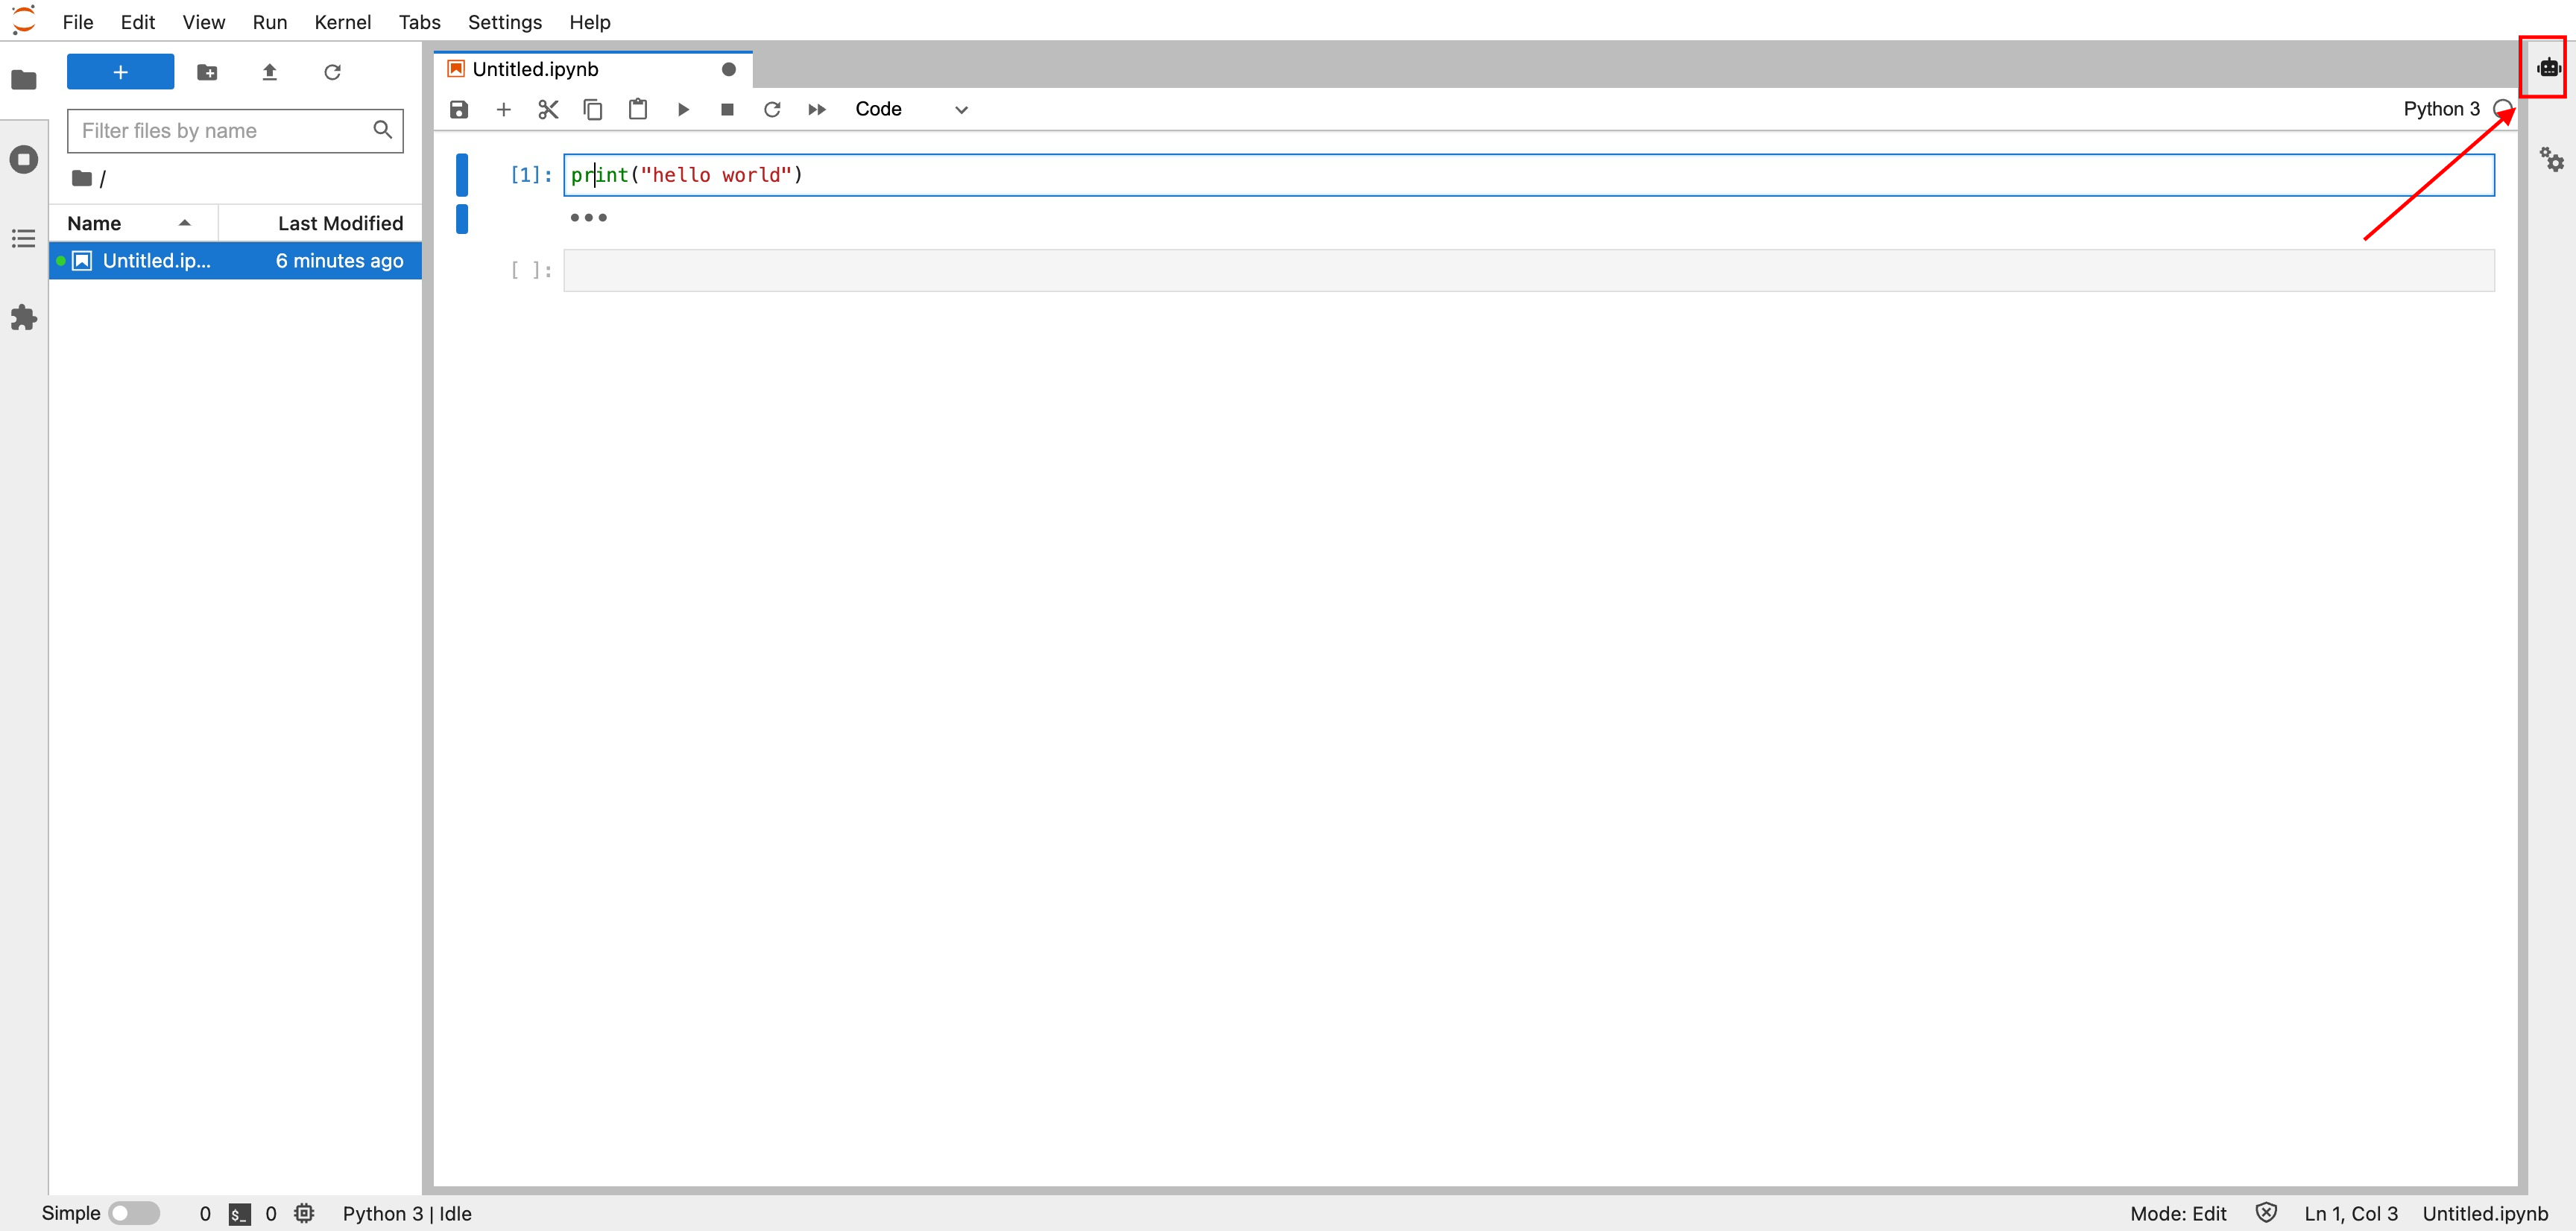 File Edit View Run Kernel Tabs Settings Help
Untitled.ipynb
Code
Python 3
Filter files by name
/
Name Last Modified
Untitled.ip... 6 minutes ago
[1]: print("hello world")
[ ]:
Simple 0 $_ 0 Python 3 | Idle Mode: Edit Ln 1, Col 3 Untitled.ipynb